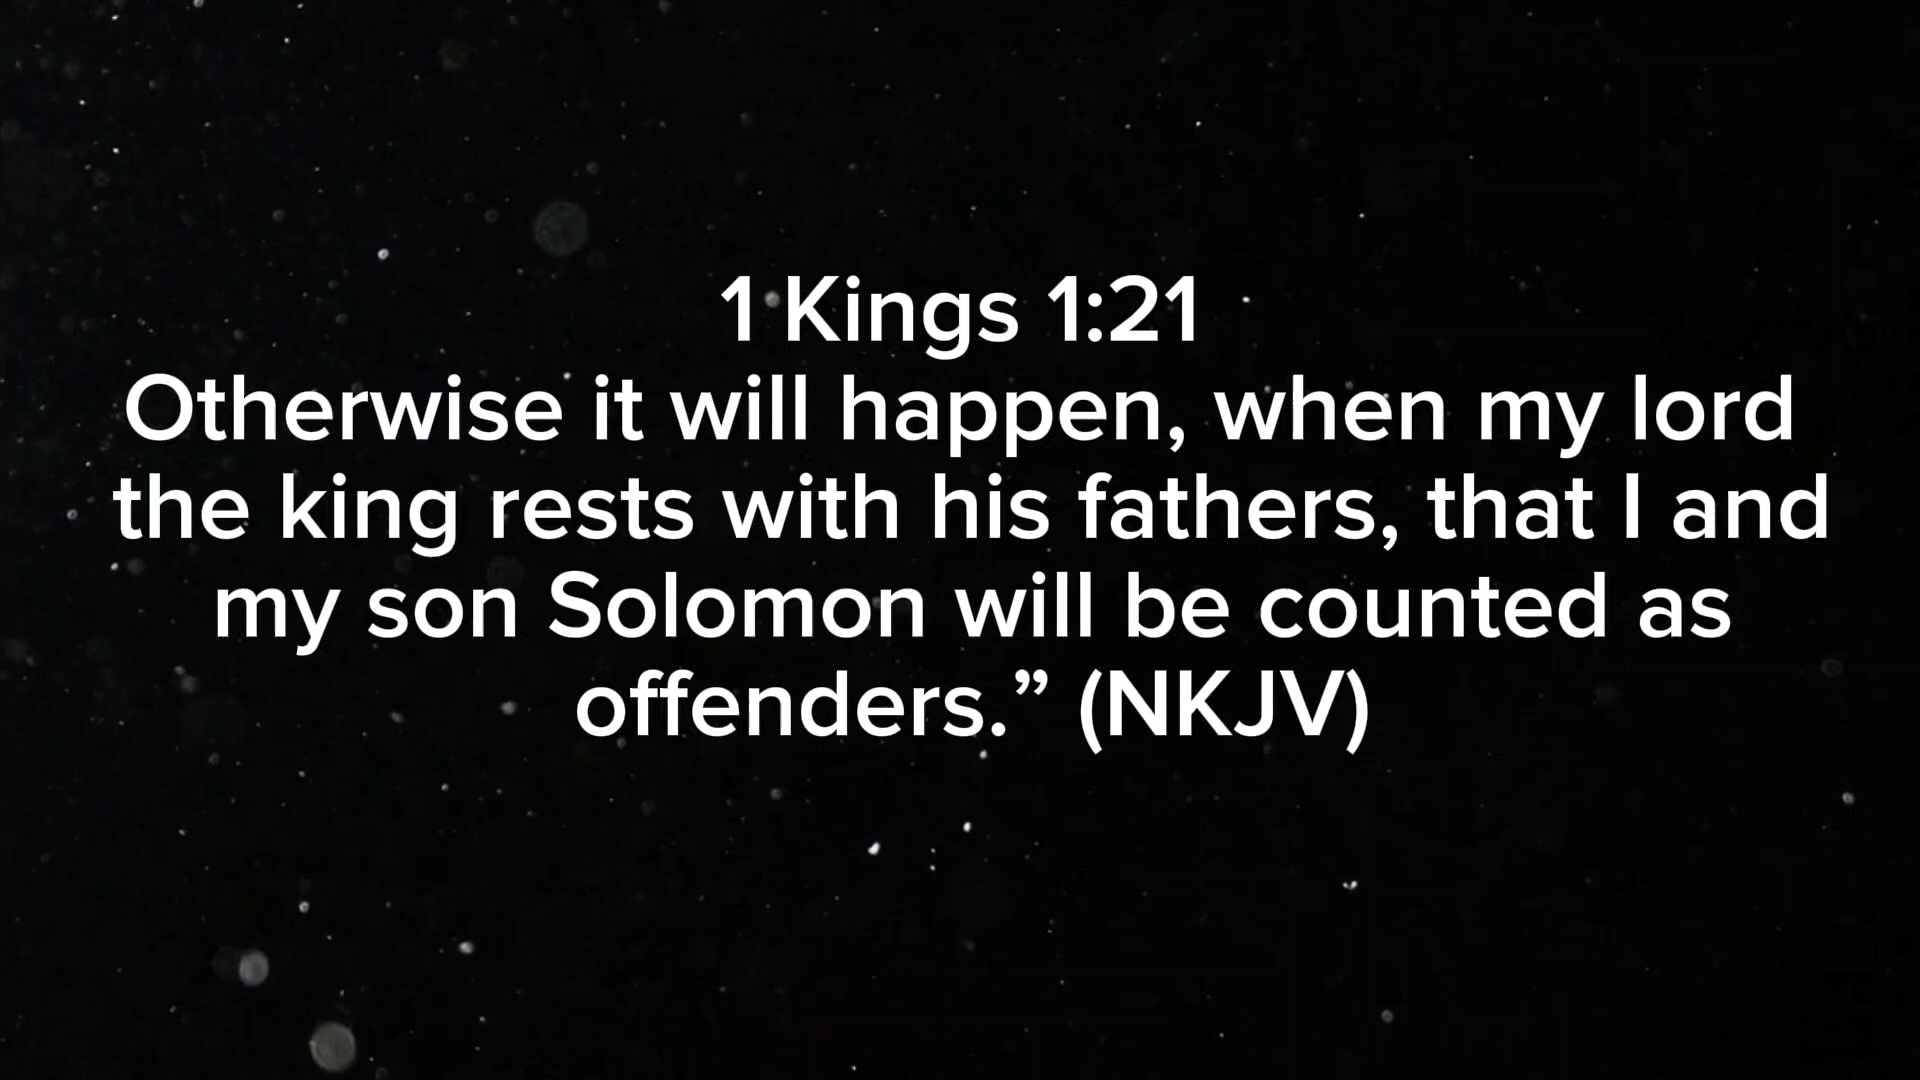 1 Kings 1:21
Otherwise it will happen, when my lord
the king rests with his fathers, that I and
my son Solomon will be counted as
offenders.” (NKJV)